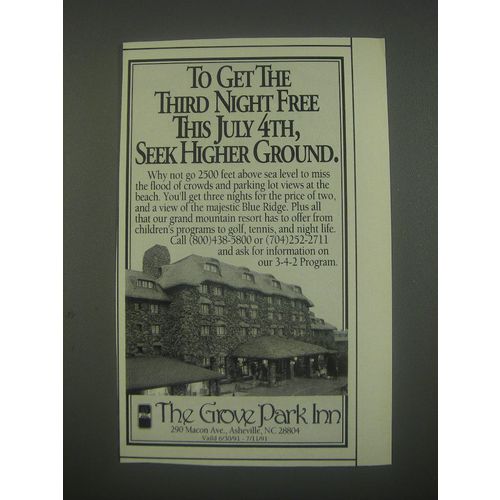 TO GET THE
THIRD NIGHT FREE
THIS JULY 4TH,
SEEK HIGHER GROUND.
Why not go 2500 feet above sea level to miss
the flood of crowds and parking lot views at the
beach. You'll get three nights for the price of two,
and a view of the majestic Blue Ridge. Plus all
that our grand mountain resort has to offer from
children's programs to golf, tennis, and night life.
Call (800)438-5800 or (704)252-2711
and ask for information on
our 3-4-2 Program.
The Grove Park Inn
290 Macon Ave., Asheville, NC 28804
Valid 6/30/91 - 7/11/91